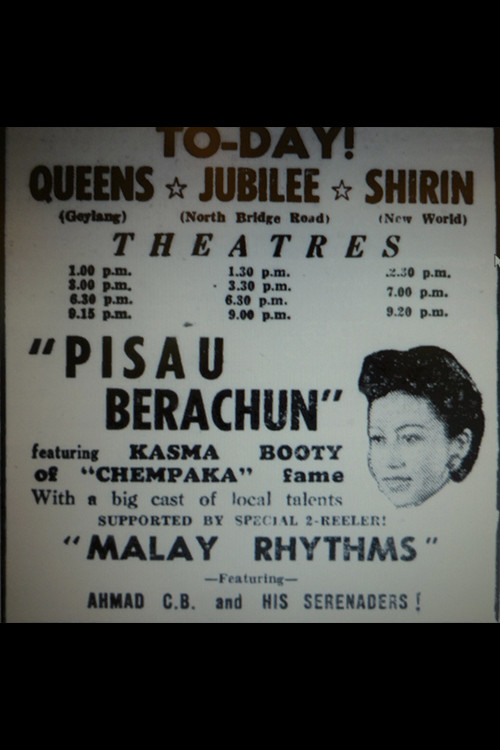 TO-DAY!
QUEENS ☆ JUBILEE ☆ SHIRIN
(Geylang) (North Bridge Road) (New World)
THEATRES
1.00 p.m. 1.30 p.m. 2.30 p.m.
3.00 p.m. 3.30 p.m. 7.00 p.m.
6.30 p.m. 6.30 p.m. 9.20 p.m.
9.15 p.m. 9.00 p.m.
"PISAU
BERACHUN"
featuring KASMA BOOTY
of "CHEMPAKA" fame
With a big cast of local talents
SUPPORTED BY SPECIAL 2-REELER!
"MALAY RHYTHMS"
—Featuring—
AHMAD C.B. and HIS SERENADERS!